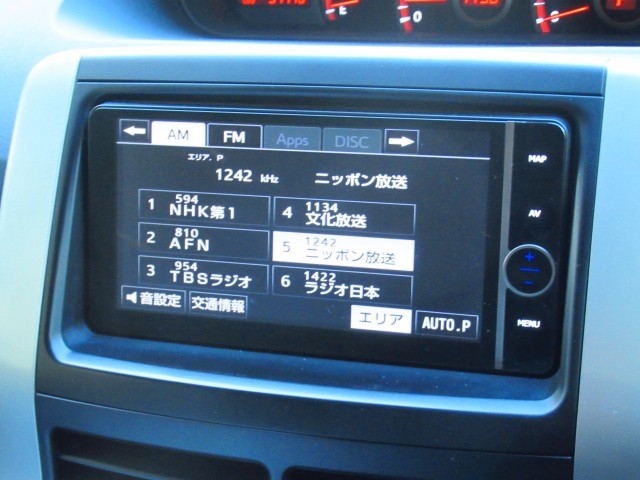 E
O
AM FM Apps DISC
MAP
エリア. P
1242 kHz ニッポン放送
1 594 NHK第1
4 1134 文化放送
AV
2 810 AFN
5 1242 ニッポン放送
3 954 TBSラジオ
6 1422 ラジオ日本
+
−
音設定 交通情報
エリア AUTO.P
MENU